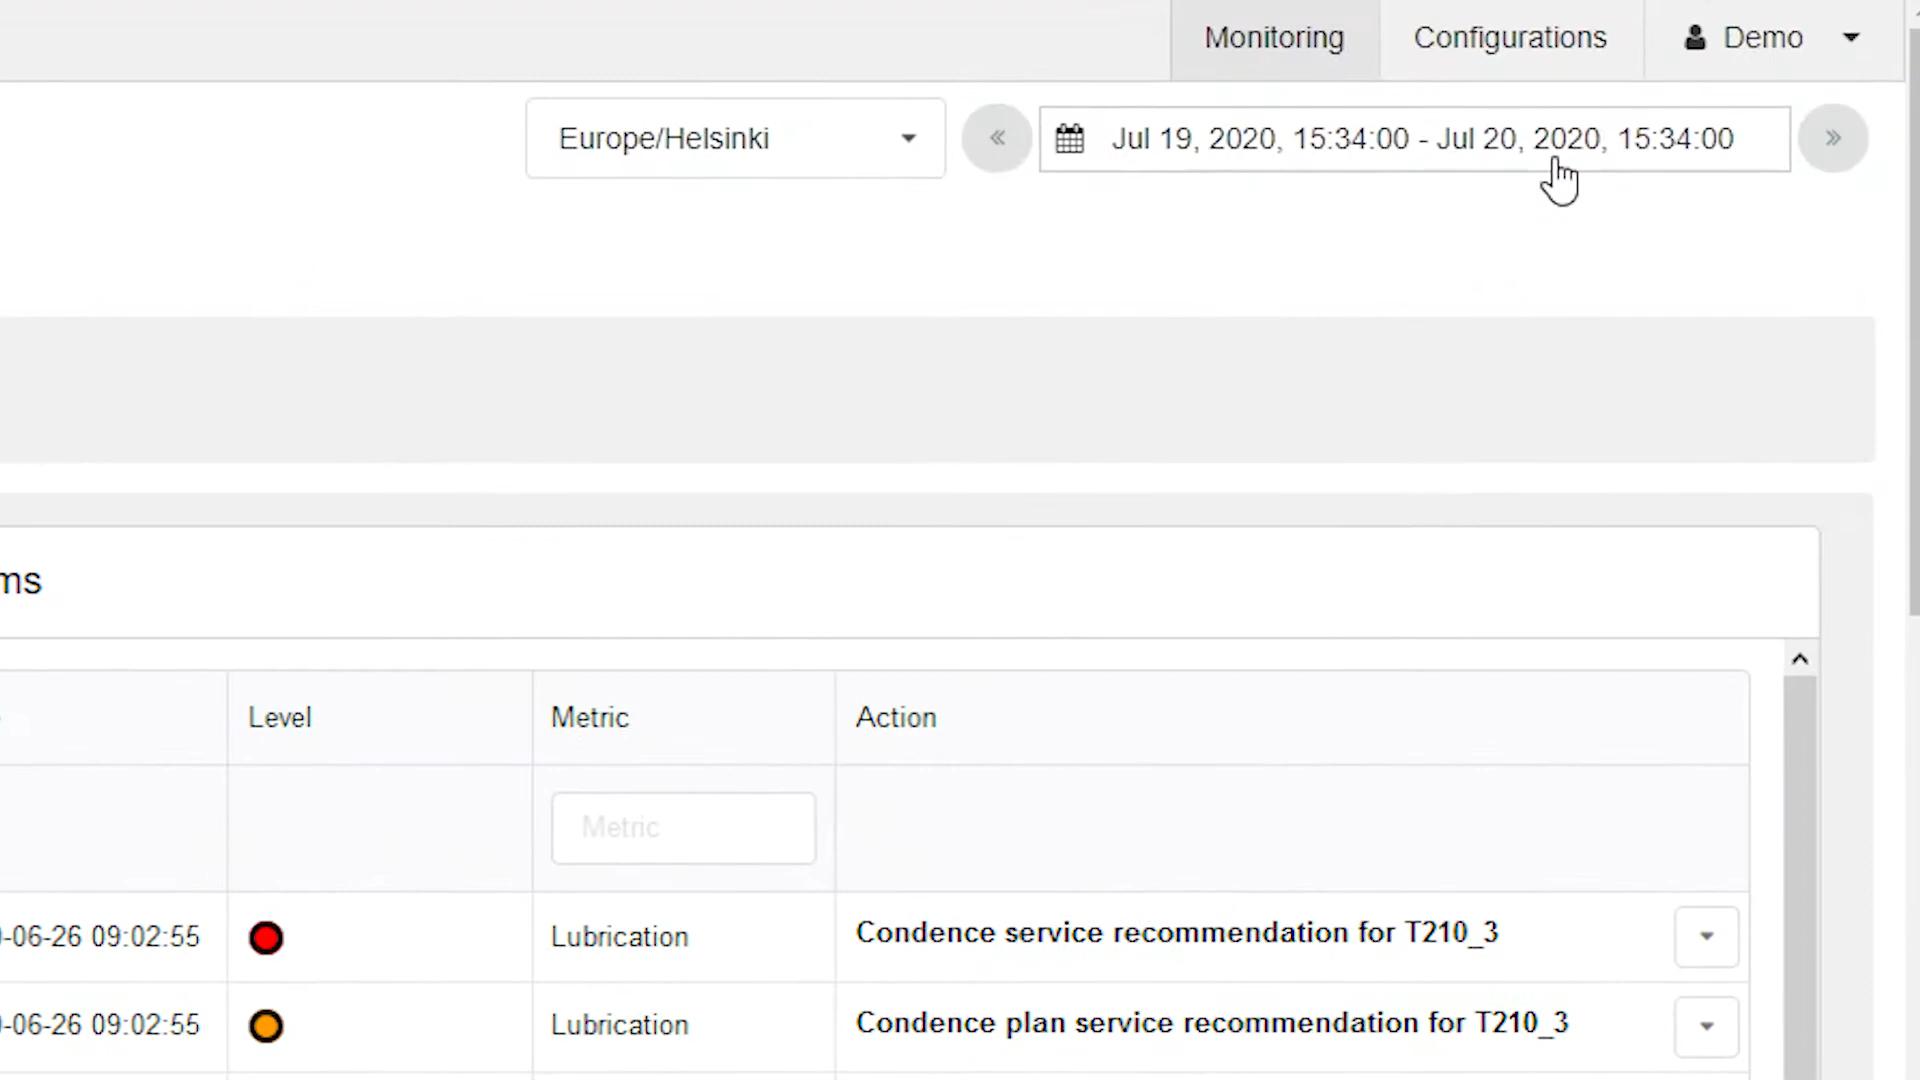 Monitoring Configurations Demo
Europe/Helsinki « Jul 19, 2020, 15:34:00 - Jul 20, 2020, 15:34:00 »
ms
Level Metric Action
Metric
-06-26 09:02:55 Lubrication Condence service recommendation for T210_3
-06-26 09:02:55 Lubrication Condence plan service recommendation for T210_3